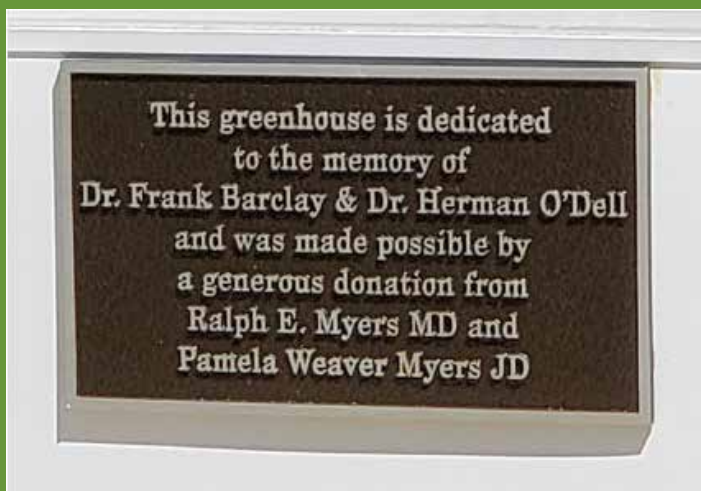 This greenhouse is dedicated
to the memory of
Dr. Frank Barclay & Dr. Herman O'Dell
and was made possible by
a generous donation from
Ralph E. Myers MD and
Pamela Weaver Myers JD